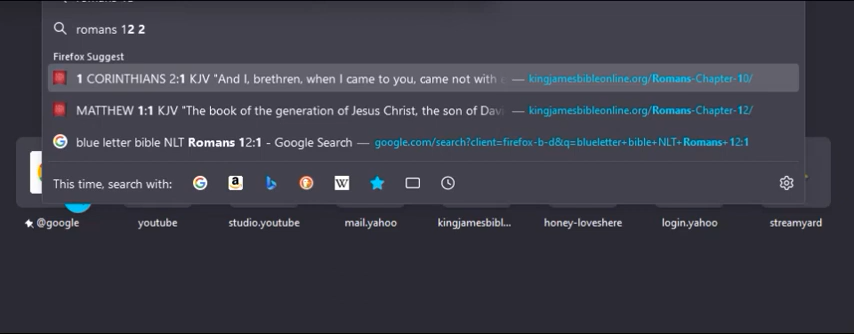 romans 12 2
Firefox Suggest
1 CORINTHIANS 2:1 KJV "And I, brethren, when I came to you, came not with — kingjamesbibleonline.org/Romans-Chapter-10/
MATTHEW 1:1 KJV "The book of the generation of Jesus Christ, the son of Davi — kingjamesbibleonline.org/Romans-Chapter-12/
blue letter bible NLT Romans 12:1 - Google Search — google.com/search?client=firefox-b-d&q=blueletter+bible+NLT+Romans+12:1
This time, search with:
@google youtube studio.youtube mail.yahoo kingjamesbibl... honey-loveshere login.yahoo streamyard